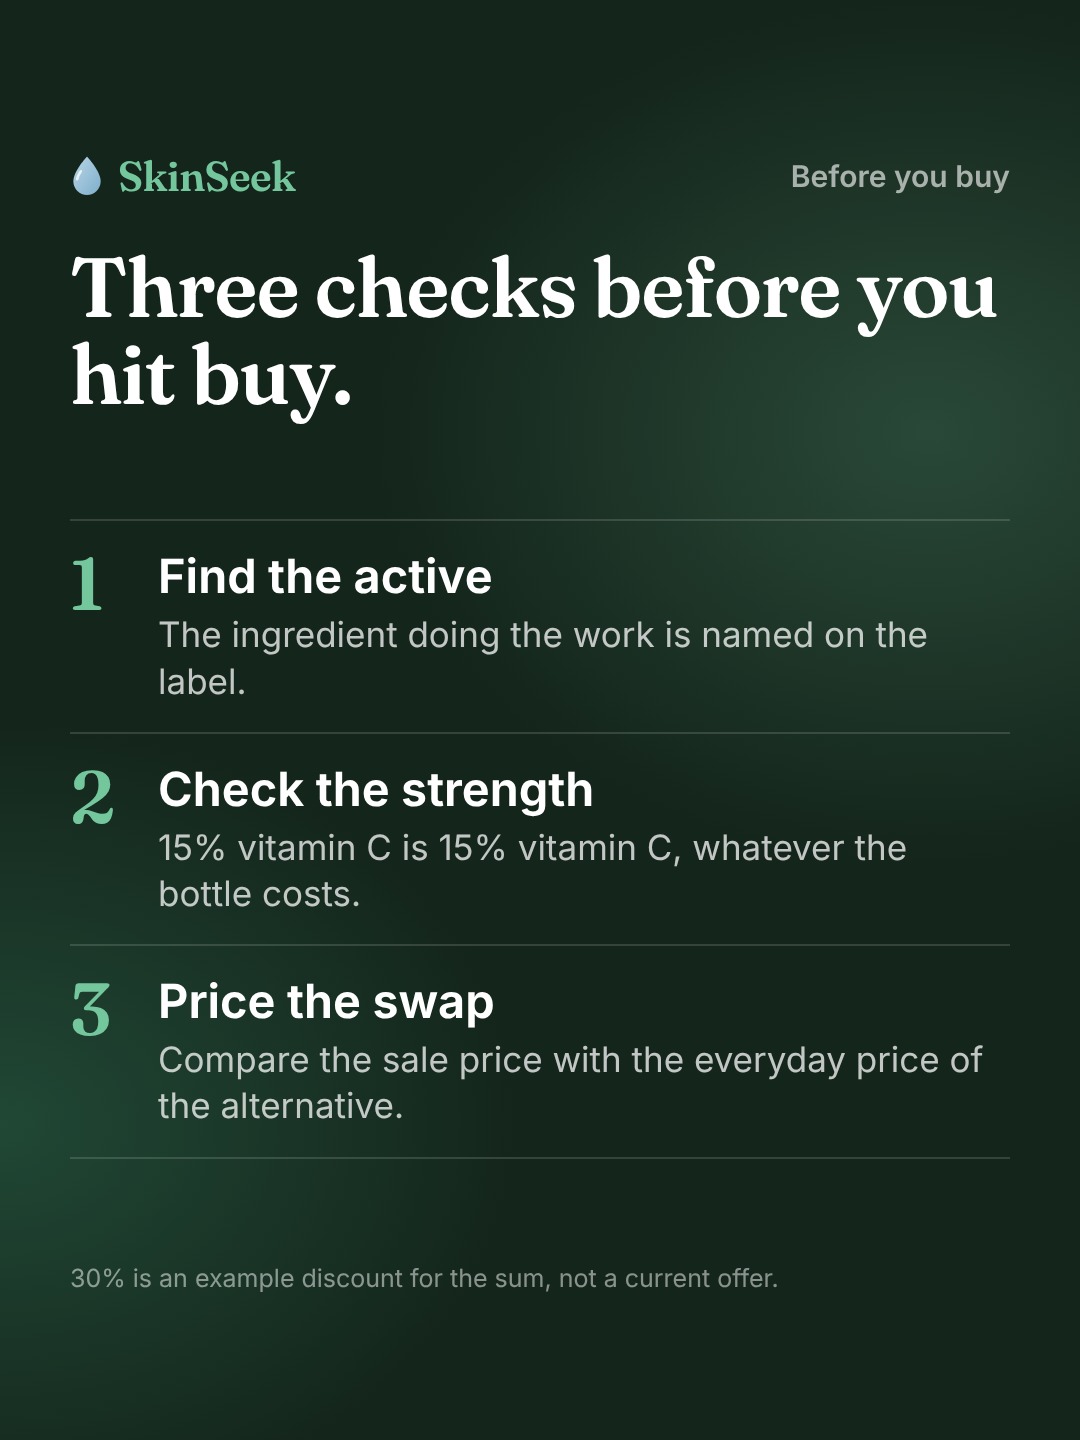 SkinSeek
Before you buy
Three checks before you
hit buy.
1
Find the active
The ingredient doing the work is named on the
label.
2
Check the strength
15% vitamin C is 15% vitamin C, whatever the
bottle costs.
3
Price the swap
Compare the sale price with the everyday price of
the alternative.
30% is an example discount for the sum, not a current offer.